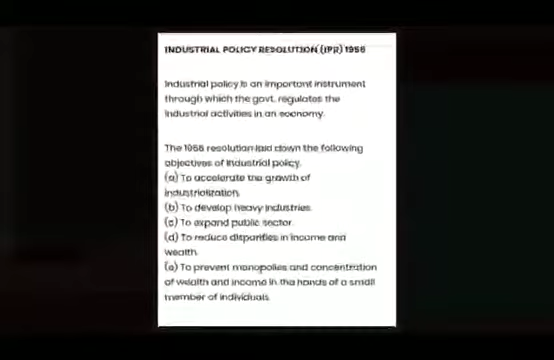 INDUSTRIAL POLICY RESOLUTION (IPR) 1956
Industrial policy is an important instrument
through which the govt. regulates the
industrial activities in an economy.
The 1956 resolution laid down the following
objectives of industrial policy.
(a) To accelerate the growth of
industrialization
(b) To develop heavy industries
(c) To expand public sector
(d) To reduce disparities in income and
wealth
(e) To prevent monopolies and concentration
of wealth and income in the hands of a small
member of individuals